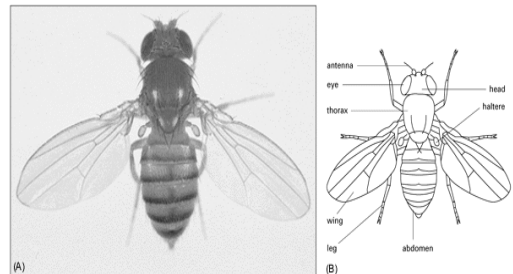 antenna
eye
head
haltere
thorax
wing
leg
abdomen
(A)
(B)